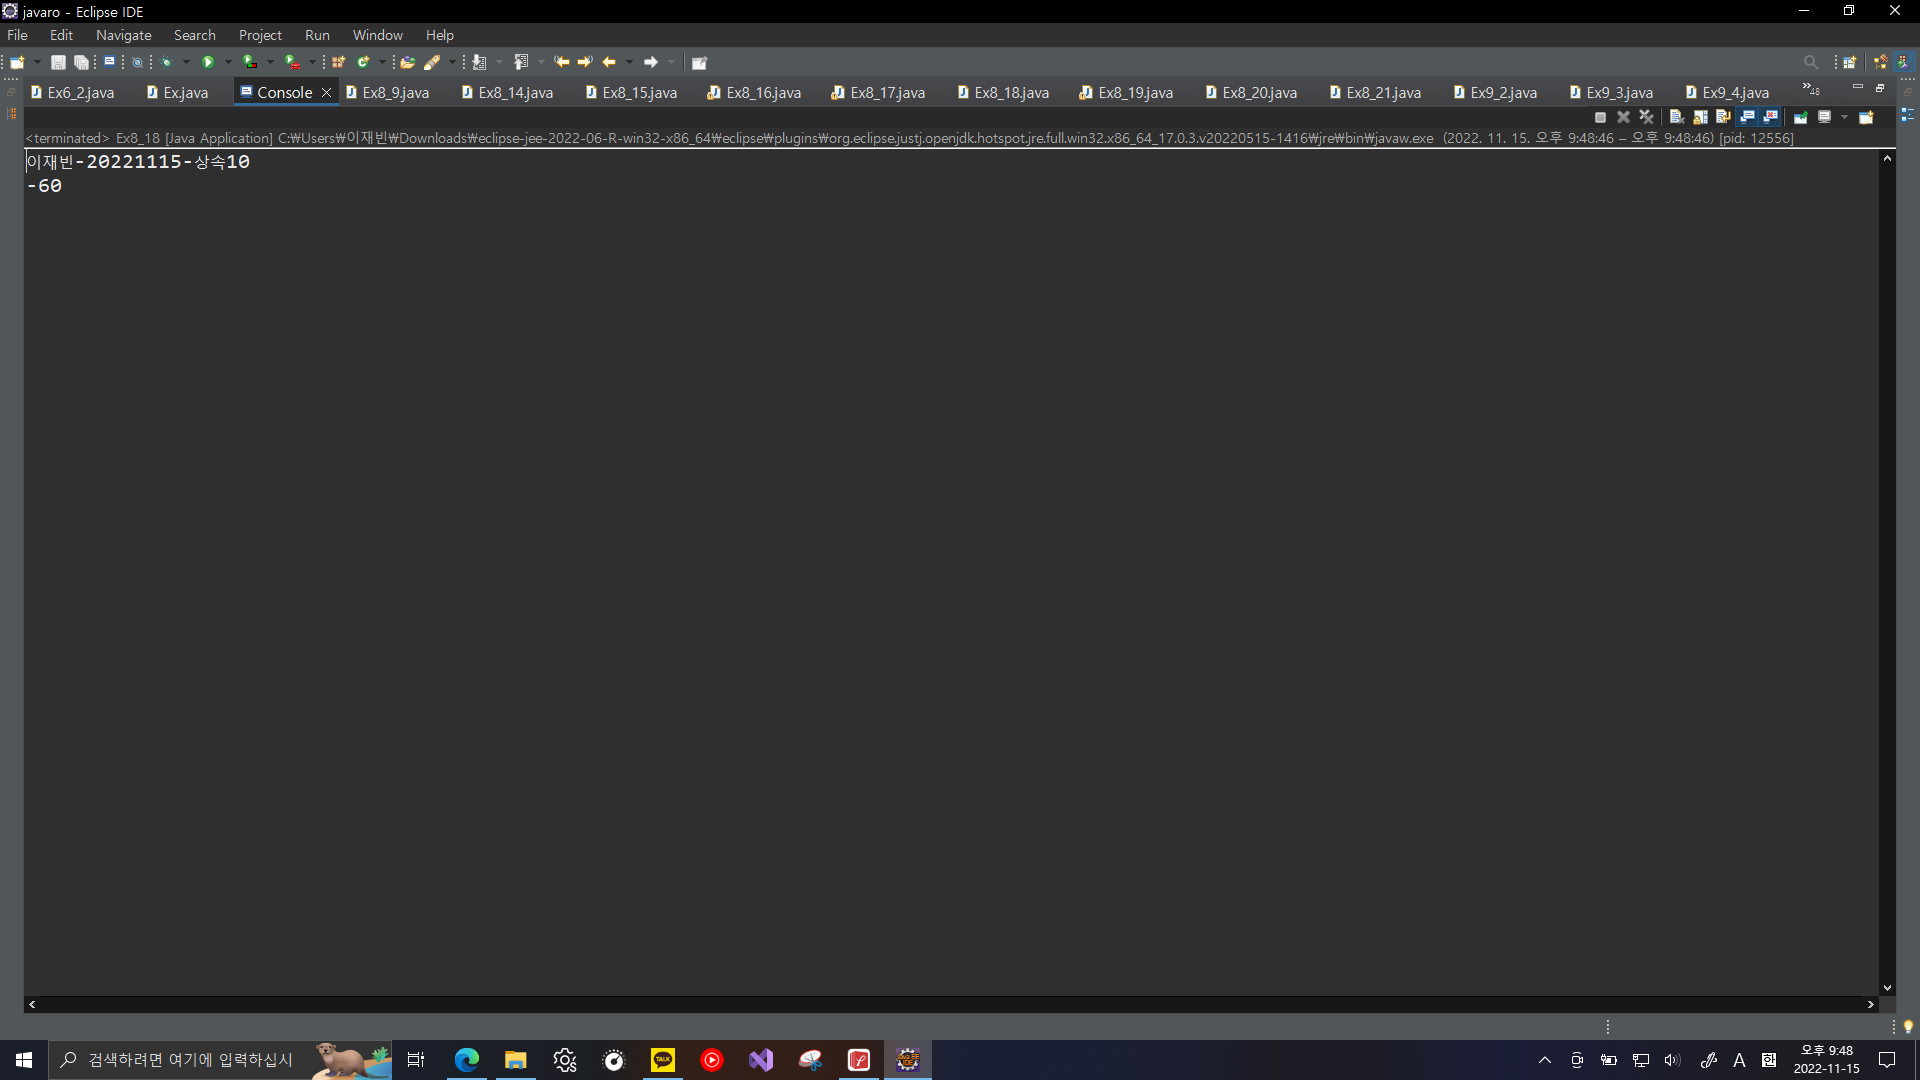 javaro - Eclipse IDE
File Edit Navigate Search Project Run Window Help
Ex6_2.java Ex.java Console Ex8_9.java Ex8_14.java Ex8_15.java Ex8_16.java Ex8_17.java Ex8_18.java Ex8_19.java Ex8_20.java Ex8_21.java Ex9_2.java Ex9_3.java Ex9_4.java »48
<terminated> Ex8_18 [Java Application] C:₩Users₩이재빈₩Downloads₩eclipse-jee-2022-06-R-win32-x86_64₩eclipse₩plugins₩org.eclipse.justj.openjdk.hotspot.jre.full.win32.x86_64_17.0.3.v20220515-1416₩jre₩bin₩javaw.exe (2022. 11. 15. 오후 9:48:46 – 오후 9:48:46) [pid: 12556]
이재빈-20221115-상속10
-60
검색하려면 여기에 입력하십시
TALK
JAVA EE
IDE
A
오후 9:48
2022-11-15